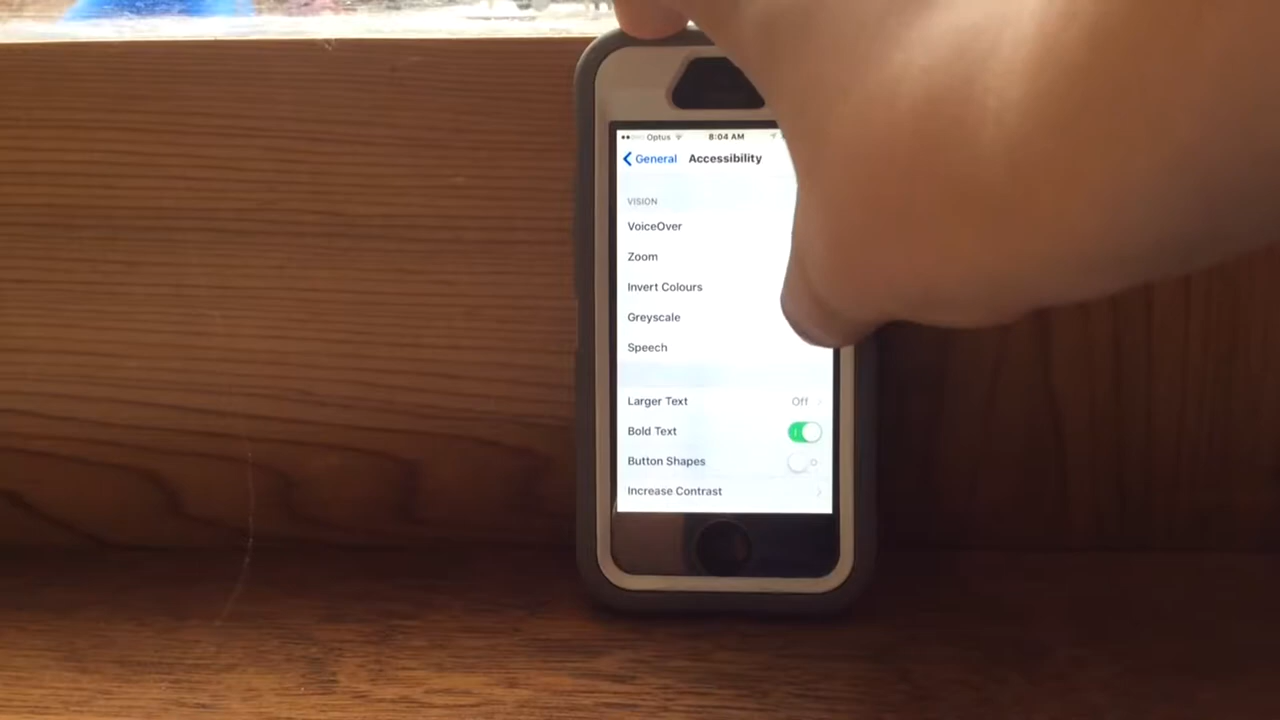 Optus 8:04 AM
General Accessibility
VISION
VoiceOver
Zoom
Invert Colours
Greyscale
Speech
Larger Text Off
Bold Text
Button Shapes
Increase Contrast